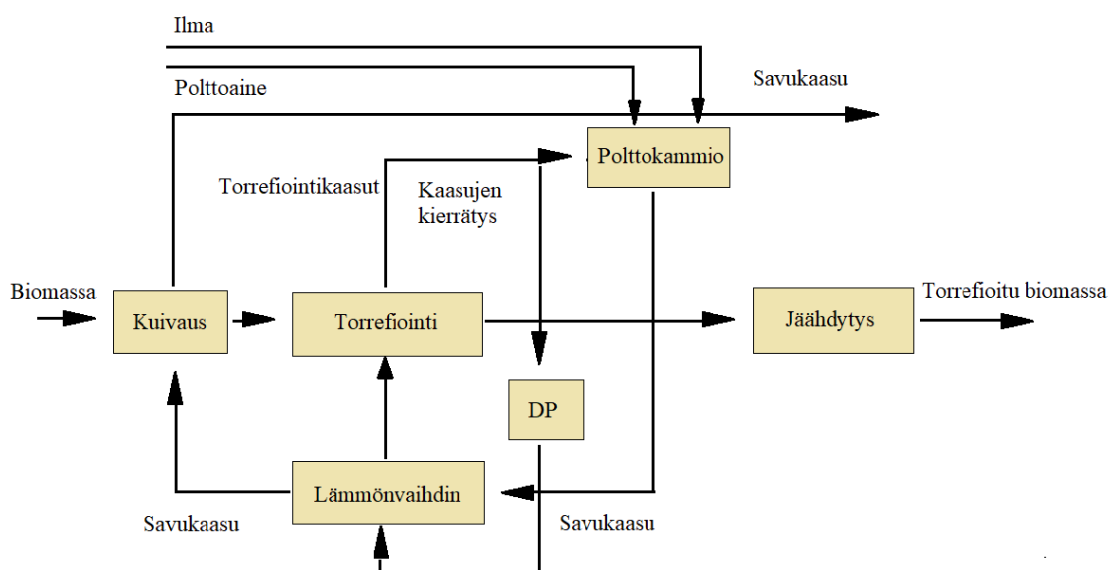 Ilma
Polttoaine
Savukaasu
Polttokammio
Torrefiointikaasut
Kaasujen
kierrätys
Biomassa
Kuivaus
Torrefiointi
Jäähdytys
Torrefioitu biomassa
DP
Lämmönvaihdin
Savukaasu
Savukaasu